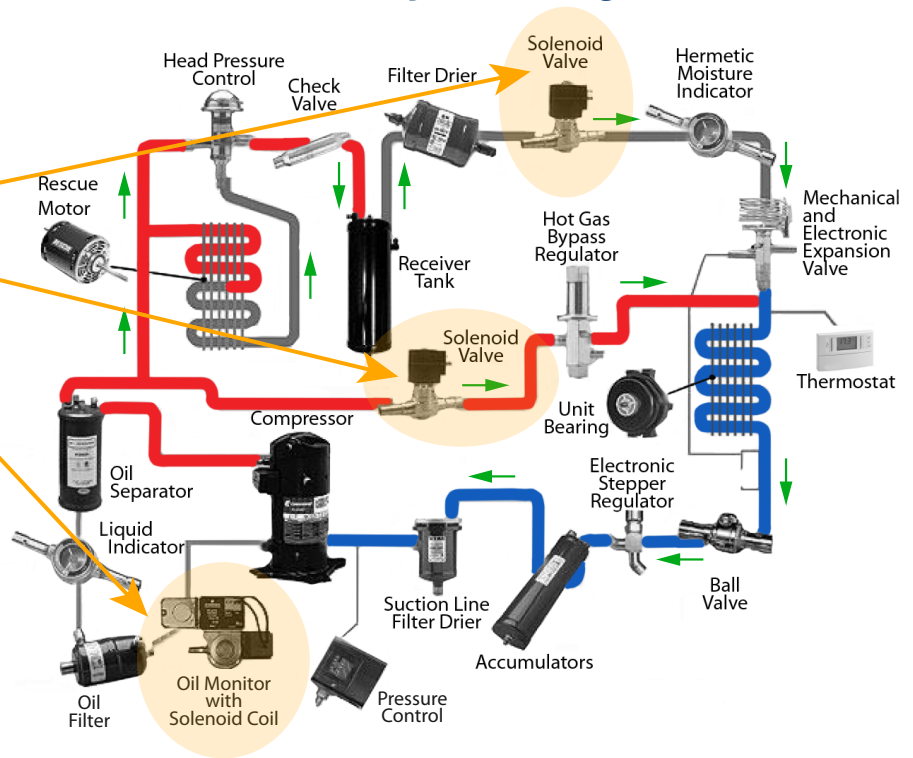 Solenoid
Valve
Hermetic
Moisture
Indicator
Head Pressure
Control
Check
Valve
Filter Drier
Rescue
Motor
Mechanical
and
Electronic
Expansion
Valve
Hot Gas
Bypass
Regulator
Receiver
Tank
Solenoid
Valve
Thermostat
Compressor
Unit
Bearing
Oil
Separator
Electronic
Stepper
Regulator
Liquid
Indicator
Ball
Valve
Suction Line
Filter Drier
Accumulators
Oil Monitor
with
Solenoid Coil
Oil
Filter
Pressure
Control